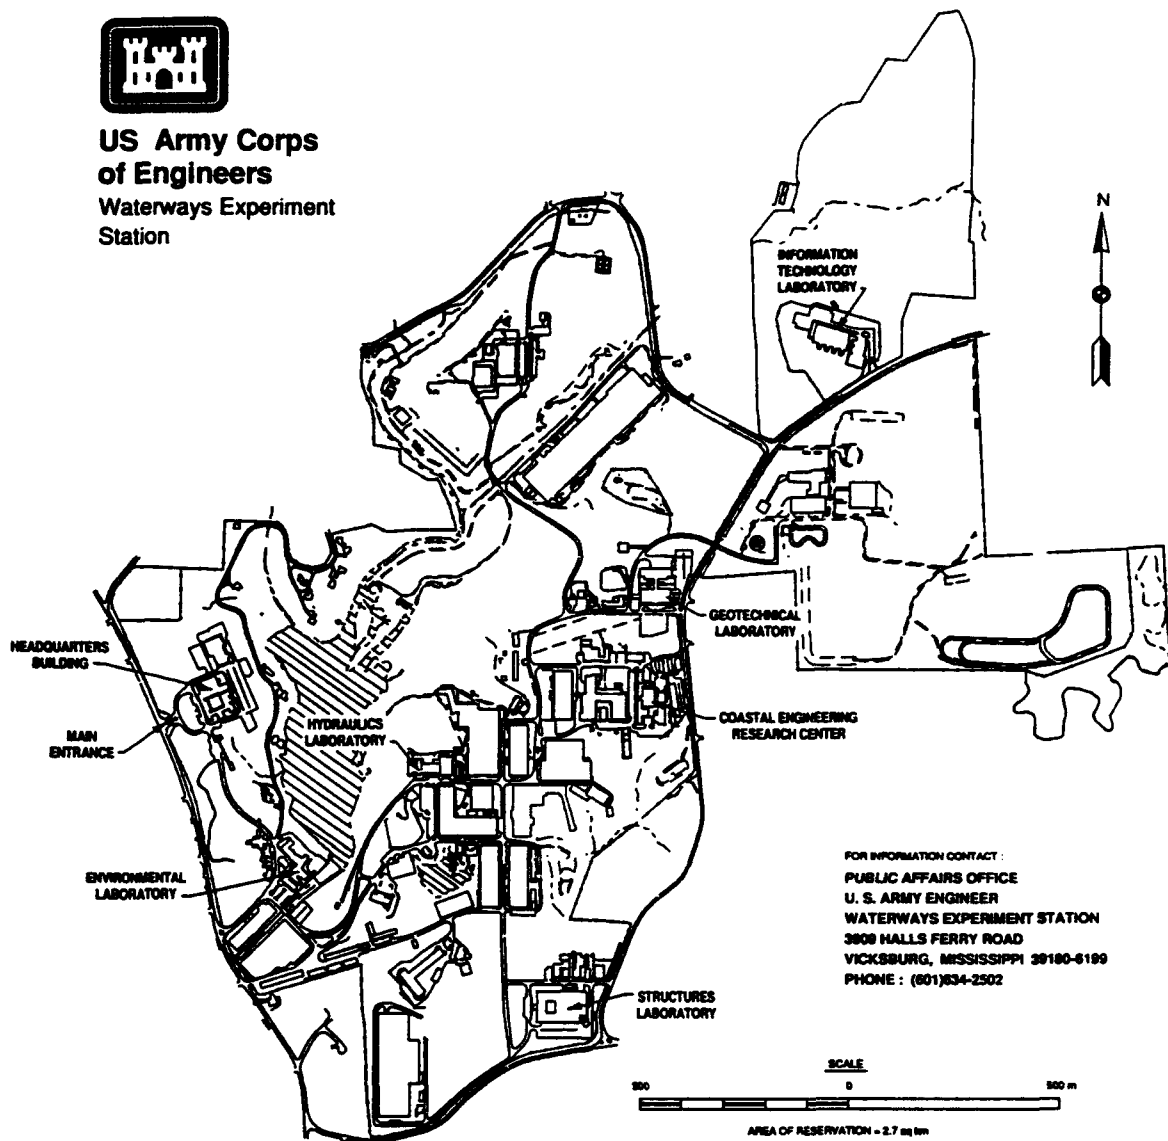 US Army Corps
of Engineers
Waterways Experiment
Station
N
INFORMATION
TECHNOLOGY
LABORATORY
GEOTECHNICAL
LABORATORY
HEADQUARTERS
BUILDING
MAIN
ENTRANCE
HYDRAULICS
LABORATORY
COASTAL ENGINEERING
RESEARCH CENTER
ENVIRONMENTAL
LABORATORY
STRUCTURES
LABORATORY
FOR INFORMATION CONTACT :
PUBLIC AFFAIRS OFFICE
U. S. ARMY ENGINEER
WATERWAYS EXPERIMENT STATION
3909 HALLS FERRY ROAD
VICKSBURG, MISSISSIPPI 39180-6199
PHONE : (601)634-2502
SCALE
500 0 500 m
AREA OF RESERVATION = 2.7 sq km